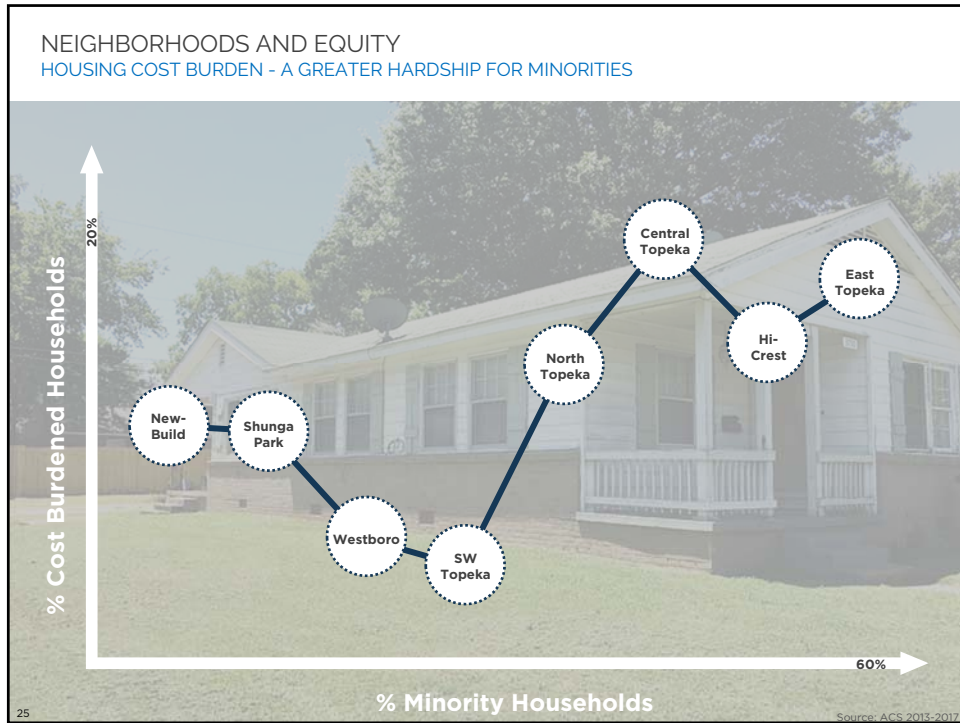 NEIGHBORHOODS AND EQUITY
HOUSING COST BURDEN - A GREATER HARDSHIP FOR MINORITIES
20%
% Cost Burdened Households
New-
Build
Shunga
Park
Westboro
SW
Topeka
North
Topeka
Central
Topeka
Hi-
Crest
East
Topeka
60%
% Minority Households
25
Source: ACS 2013-2017